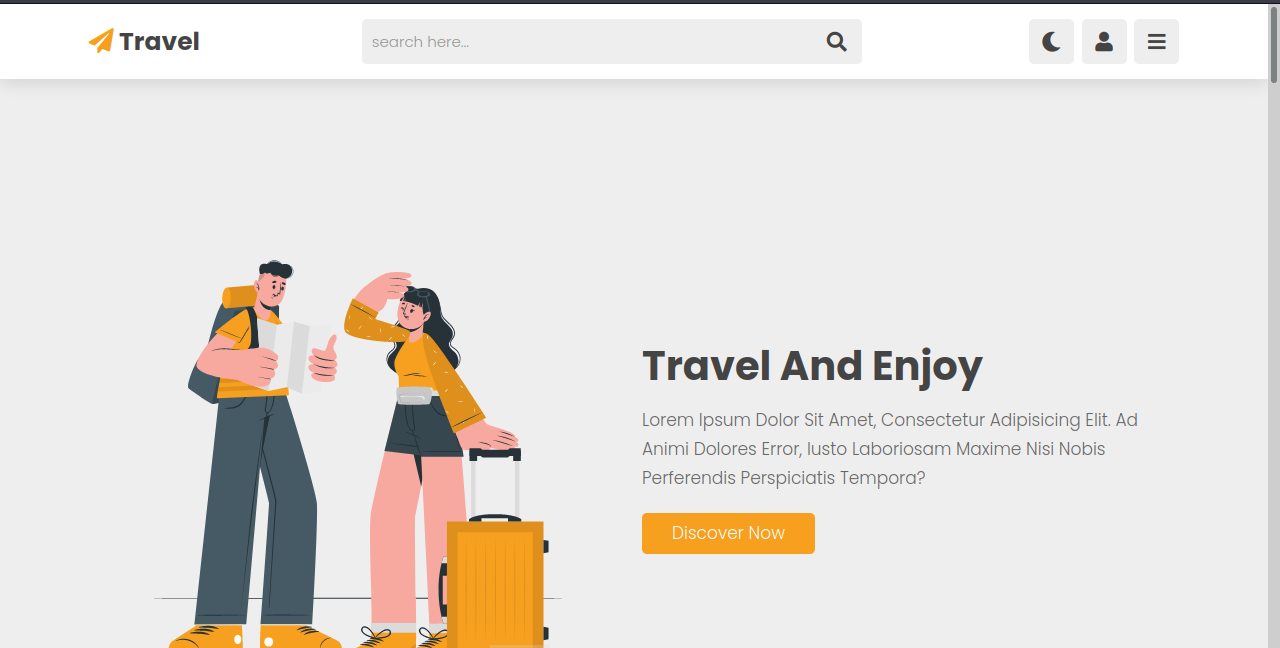 Travel
search here...
Travel And Enjoy
Lorem Ipsum Dolor Sit Amet, Consectetur Adipisicing Elit. Ad
Animi Dolores Error, Iusto Laboriosam Maxime Nisi Nobis
Perferendis Perspiciatis Tempora?
Discover Now